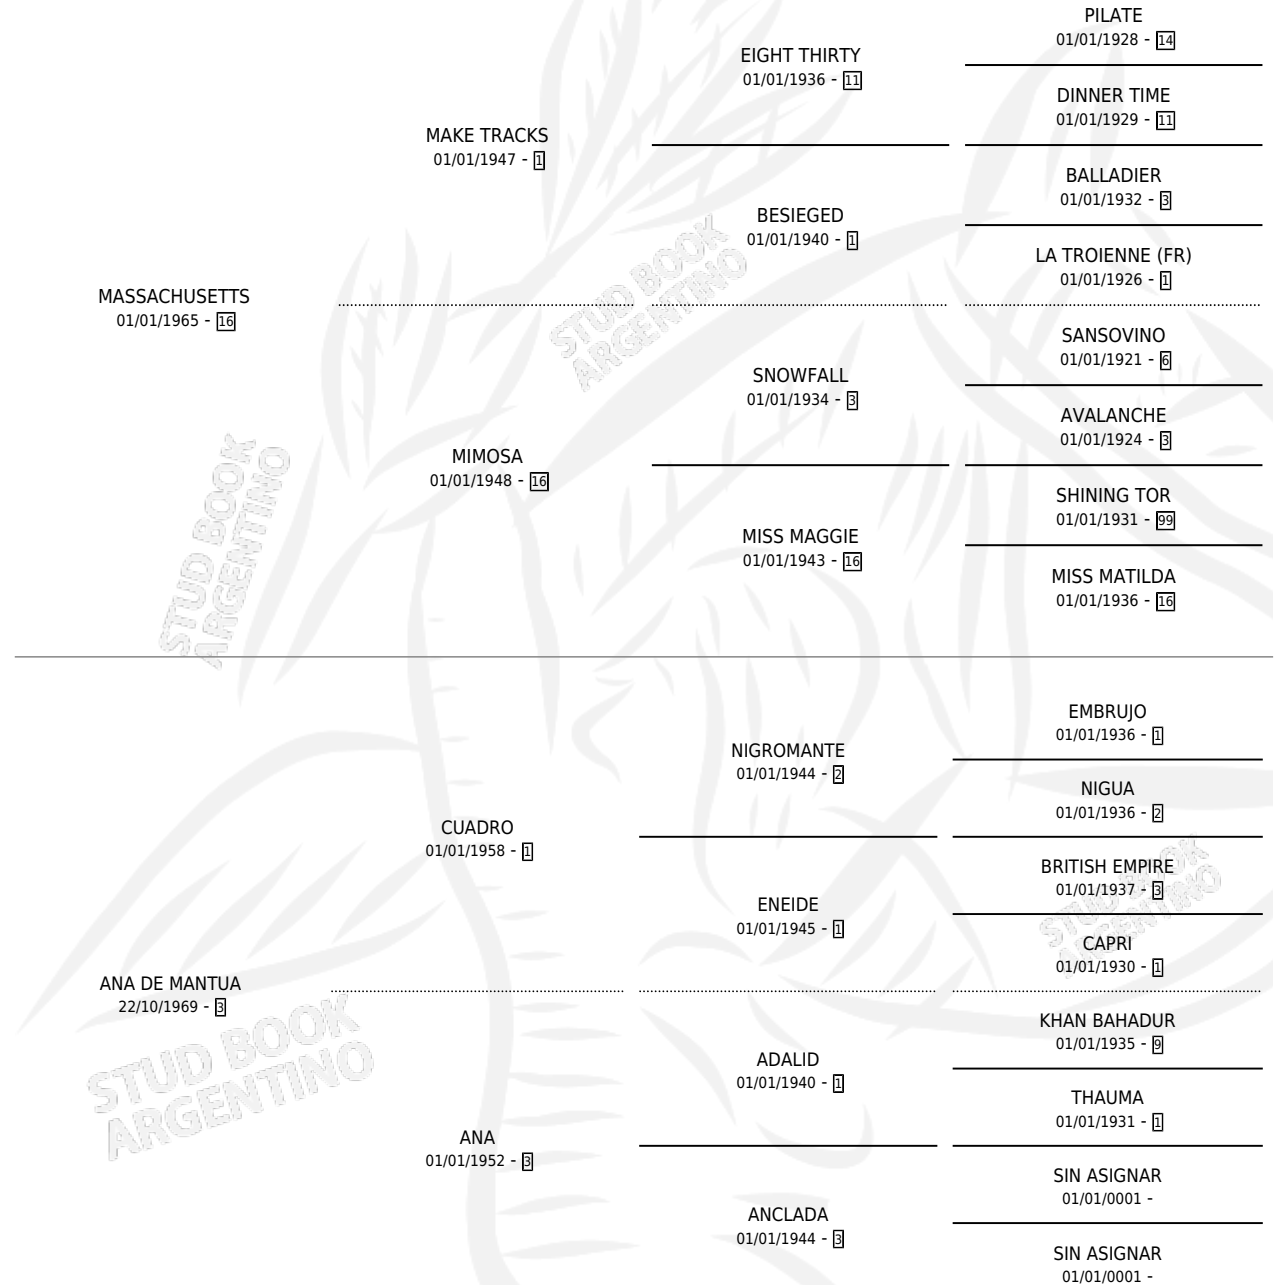 PILATE
01/01/1928 - 14
EIGHT THIRTY
01/01/1936 - 11
DINNER TIME
01/01/1929 - 11
MAKE TRACKS
01/01/1947 - 1
BALLADIER
01/01/1932 - 3
BESIEGED
01/01/1940 - 1
LA TROIENNE (FR)
01/01/1926 - 1
MASSACHUSETTS
01/01/1965 - 16
STUD BOOK
ARGENTINO
SANSOVINO
01/01/1921 - 6
SNOWFALL
01/01/1934 - 3
AVALANCHE
01/01/1924 - 3
MIMOSA
01/01/1948 - 16
SHINING TOR
01/01/1931 - 99
MISS MAGGIE
01/01/1943 - 16
MISS MATILDA
01/01/1936 - 16
STUD BOOK
ARGENTINO
EMBRUJO
01/01/1936 - 1
NIGROMANTE
01/01/1944 - 2
NIGUA
01/01/1936 - 2
CUADRO
01/01/1958 - 1
BRITISH EMPIRE
01/01/1937 - 3
ENEIDE
01/01/1945 - 1
CAPRI
01/01/1930 - 1
STUD BOOK
ARGENTINO
ANA DE MANTUA
22/10/1969 - 3
KHAN BAHADUR
01/01/1935 - 9
ADALID
01/01/1940 - 1
THAUMA
01/01/1931 - 1
STUD BOOK
ARGENTINO
ANA
01/01/1952 - 3
SIN ASIGNAR
01/01/0001 -
ANCLADA
01/01/1944 - 3
SIN ASIGNAR
01/01/0001 -